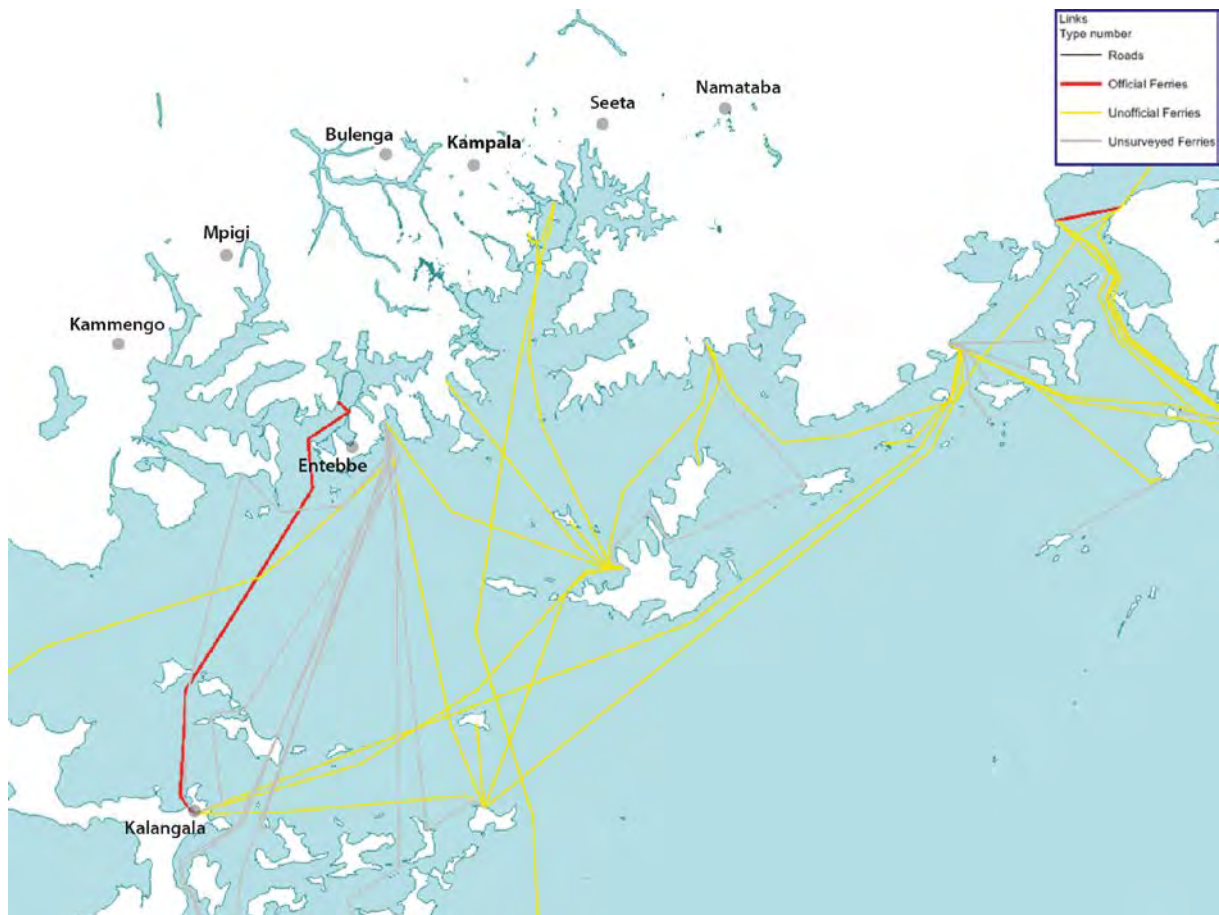 Links
Type number
Roads
Official Ferries
Unofficial Ferries
Unsurveyed Ferries
Namataba
Seeta
Bulenga
Kampala
Mpigi
Kammengo
Entebbe
Kalangala